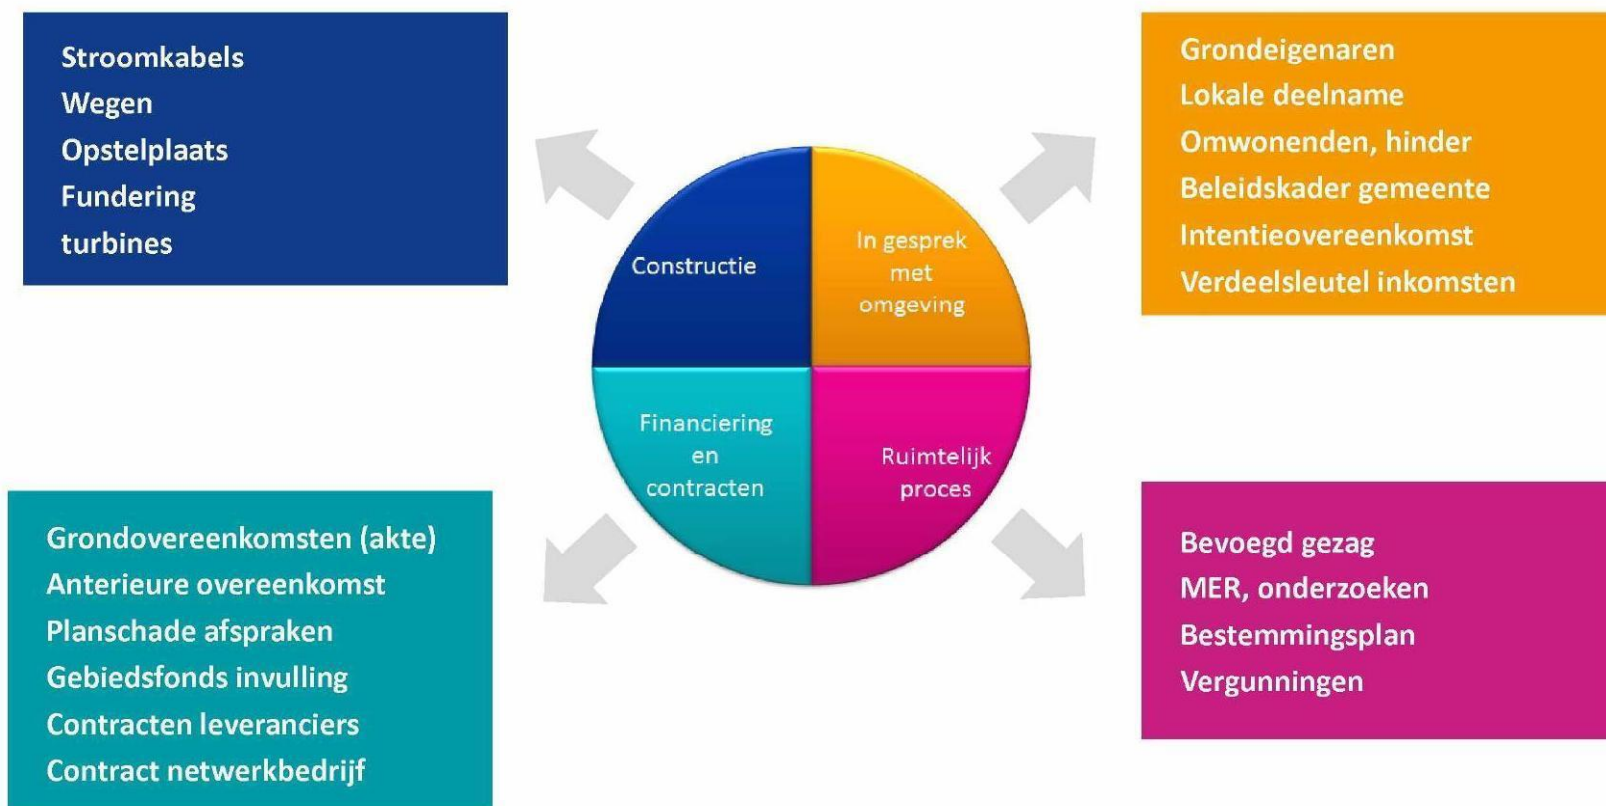 Stroomkabels
Wegen
Opstelplaats
Fundering
turbines
Grondeigenaren
Lokale deelname
Omwonenden, hinder
Beleidskader gemeente
Intentieovereenkomst
Verdeelsleutel inkomsten
Constructie
In gesprek
met
omgeving
Financiering
en
contracten
Ruimtelijk
proces
Grondovereenkomsten (akte)
Anterieure overeenkomst
Planschade afspraken
Gebiedsfonds invulling
Contracten leveranciers
Contract netwerkbedrijf
Bevoegd gezag
MER, onderzoeken
Bestemmingsplan
Vergunningen